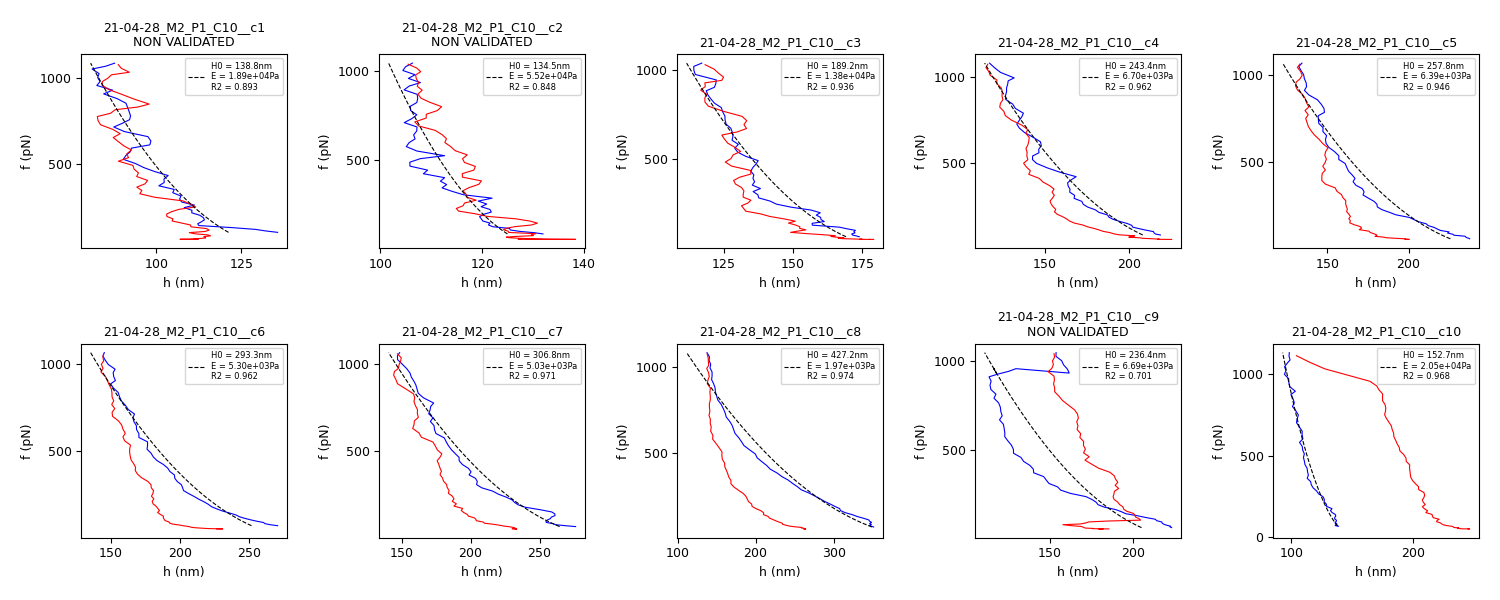 21-04-28_M2_P1_C10__c1
NON VALIDATED
H0 = 138.8nm
E = 1.89e+04Pa
R2 = 0.893
1000
500
f (pN)
100
125
h (nm)
21-04-28_M2_P1_C10__c2
NON VALIDATED
H0 = 134.5nm
E = 5.52e+04Pa
R2 = 0.848
1000
500
f (pN)
100
120
140
h (nm)
21-04-28_M2_P1_C10__c3
H0 = 189.2nm
E = 1.38e+04Pa
R2 = 0.936
1000
500
f (pN)
125
150
175
h (nm)
21-04-28_M2_P1_C10__c4
H0 = 243.4nm
E = 6.70e+03Pa
R2 = 0.962
1000
500
f (pN)
150
200
h (nm)
21-04-28_M2_P1_C10__c5
H0 = 257.8nm
E = 6.39e+03Pa
R2 = 0.946
1000
500
f (pN)
150
200
h (nm)
21-04-28_M2_P1_C10__c6
H0 = 293.3nm
E = 5.30e+03Pa
R2 = 0.962
1000
500
f (pN)
150
200
250
h (nm)
21-04-28_M2_P1_C10__c7
H0 = 306.8nm
E = 5.03e+03Pa
R2 = 0.971
1000
500
f (pN)
150
200
250
h (nm)
21-04-28_M2_P1_C10__c8
H0 = 427.2nm
E = 1.97e+03Pa
R2 = 0.974
1000
500
f (pN)
100
200
300
h (nm)
21-04-28_M2_P1_C10__c9
NON VALIDATED
H0 = 236.4nm
E = 6.69e+03Pa
R2 = 0.701
1000
500
f (pN)
150
200
h (nm)
21-04-28_M2_P1_C10__c10
H0 = 152.7nm
E = 2.05e+04Pa
R2 = 0.968
1000
500
0
f (pN)
100
200
h (nm)